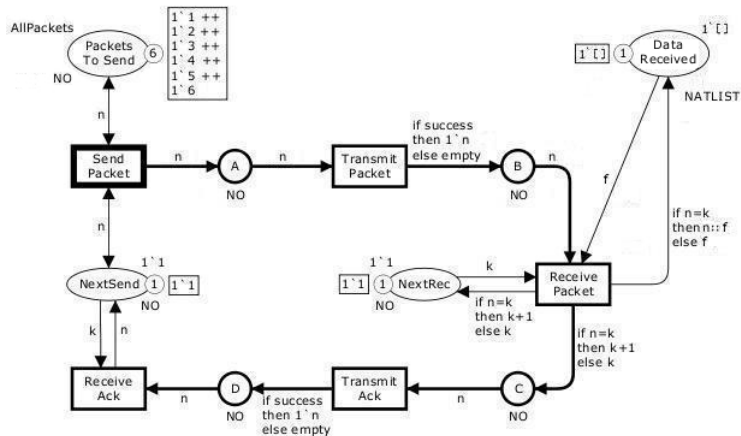 AllPackets
Packets
To Send
6
1`1 ++
1`2 ++
1`3 ++
1`4 ++
1`5 ++
1`6
NO
1`[]
1`[]
1
Data
Received
NATLIST
n
if success
then 1`n
else empty
Send
Packet
n
A
NO
n
Transmit
Packet
B
NO
n
f
if n=k
then n::f
else f
n
1`1
NextSend
1
1`1
NO
1`1
1`1
1
NextRec
NO
k
if n=k
then k+1
else k
Receive
Packet
k
n
if n=k
then k+1
else k
Receive
Ack
n
D
NO
if success
then 1`n
else empty
Transmit
Ack
n
C
NO